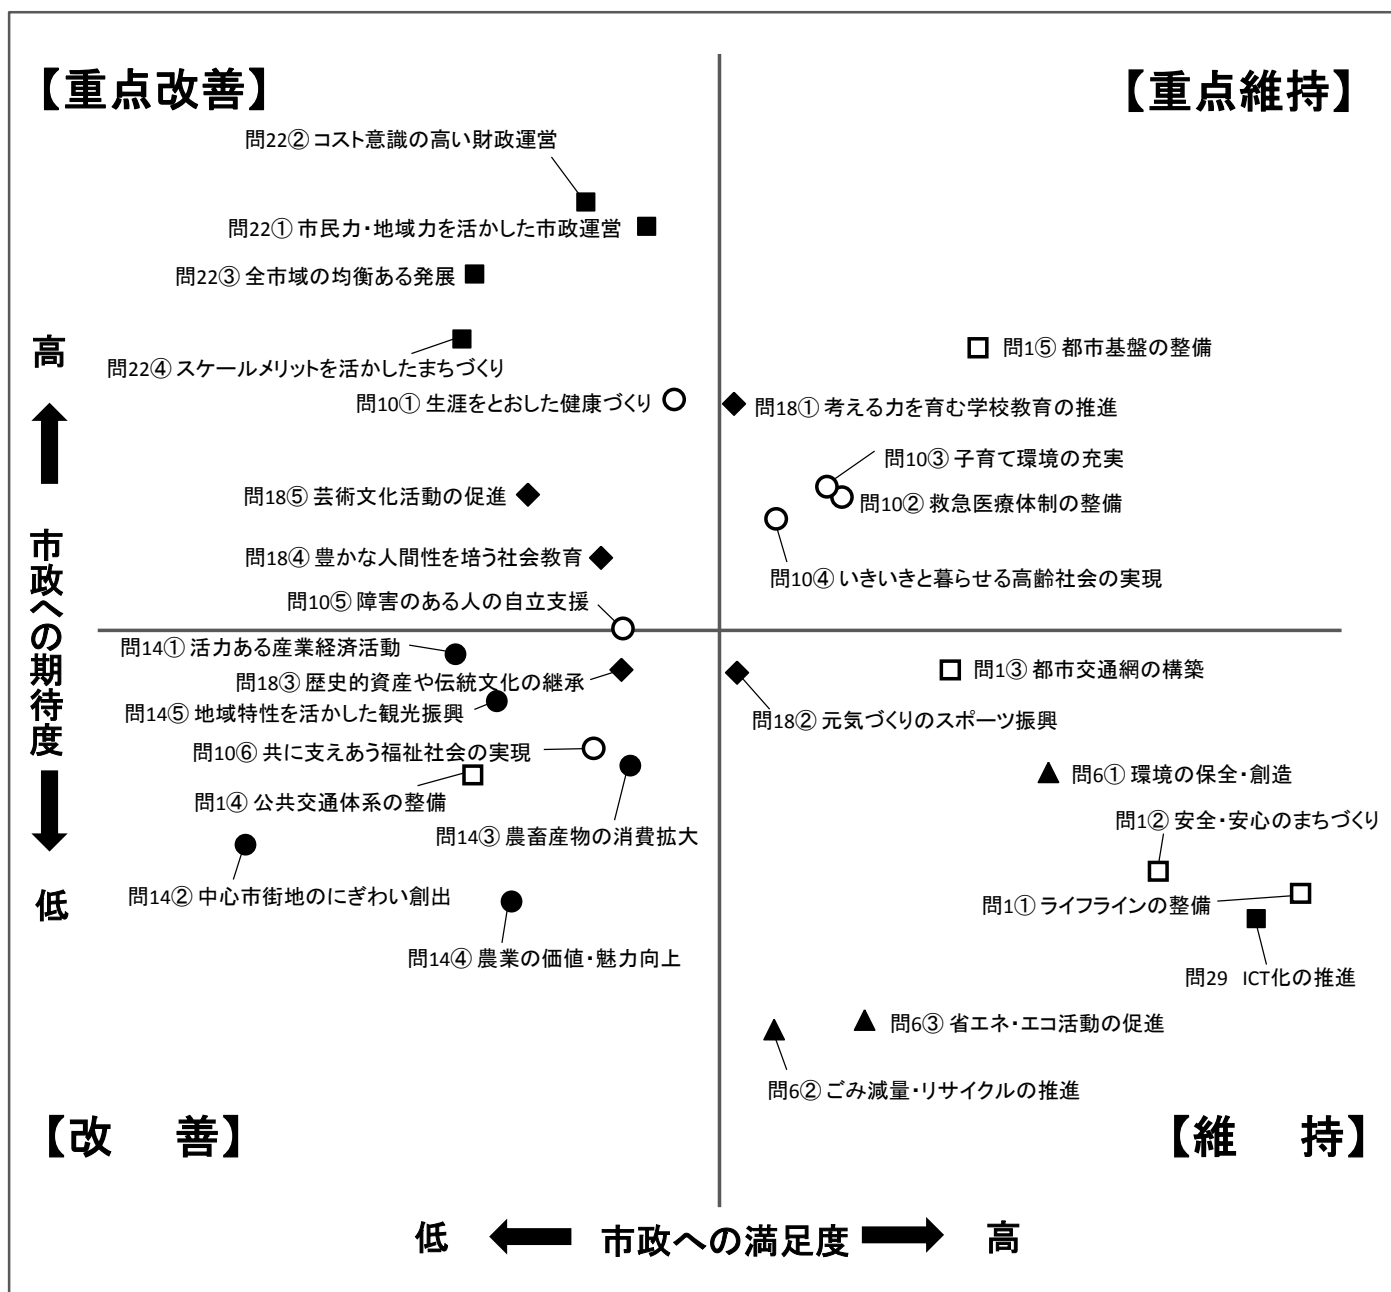 【重点改善】
【重点維持】
問22② コスト意識の高い財政運営
問22① 市民力・地域力を活かした市政運営
問22③ 全市域の均衡ある発展
問22④ スケールメリットを活かしたまちづくり
問10① 生涯をとおした健康づくり
問1⑤ 都市基盤の整備
問18① 考える力を育む学校教育の推進
問10③ 子育て環境の充実
問10② 救急医療体制の整備
問10④ いきいきと暮らせる高齢社会の実現
問18⑤ 芸術文化活動の促進
問18④ 豊かな人間性を培う社会教育
問10⑤ 障害のある人の自立支援
高
市政への期待度
低
問14① 活力ある産業経済活動
問18③ 歴史的資産や伝統文化の継承
問14⑤ 地域特性を活かした観光振興
問10⑥ 共に支えあう福祉社会の実現
問1④ 公共交通体系の整備
問14③ 農畜産物の消費拡大
問14② 中心市街地のにぎわい創出
問14④ 農業の価値・魅力向上
問1③ 都市交通網の構築
問18② 元気づくりのスポーツ振興
問6① 環境の保全・創造
問1② 安全・安心のまちづくり
問1① ライフラインの整備
問29 ICT化の推進
問6③ 省エネ・エコ活動の促進
問6② ごみ減量・リサイクルの推進
【改 善】
【維 持】
低 市政への満足度 高